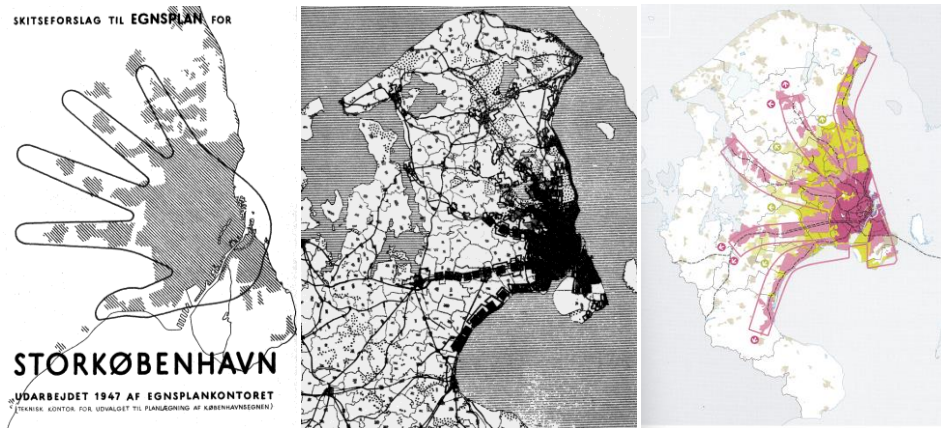 SKITSEFORSLAG TIL EGNSPLAN FOR
STORKØBENHAVN
UDARBEJDET 1947 AF EGNSPLANKONTORET
(TEKNISK KONTOR FOR UDVALGET TIL PLANLÆGNING AF KØBENHAVNSEGNEN)